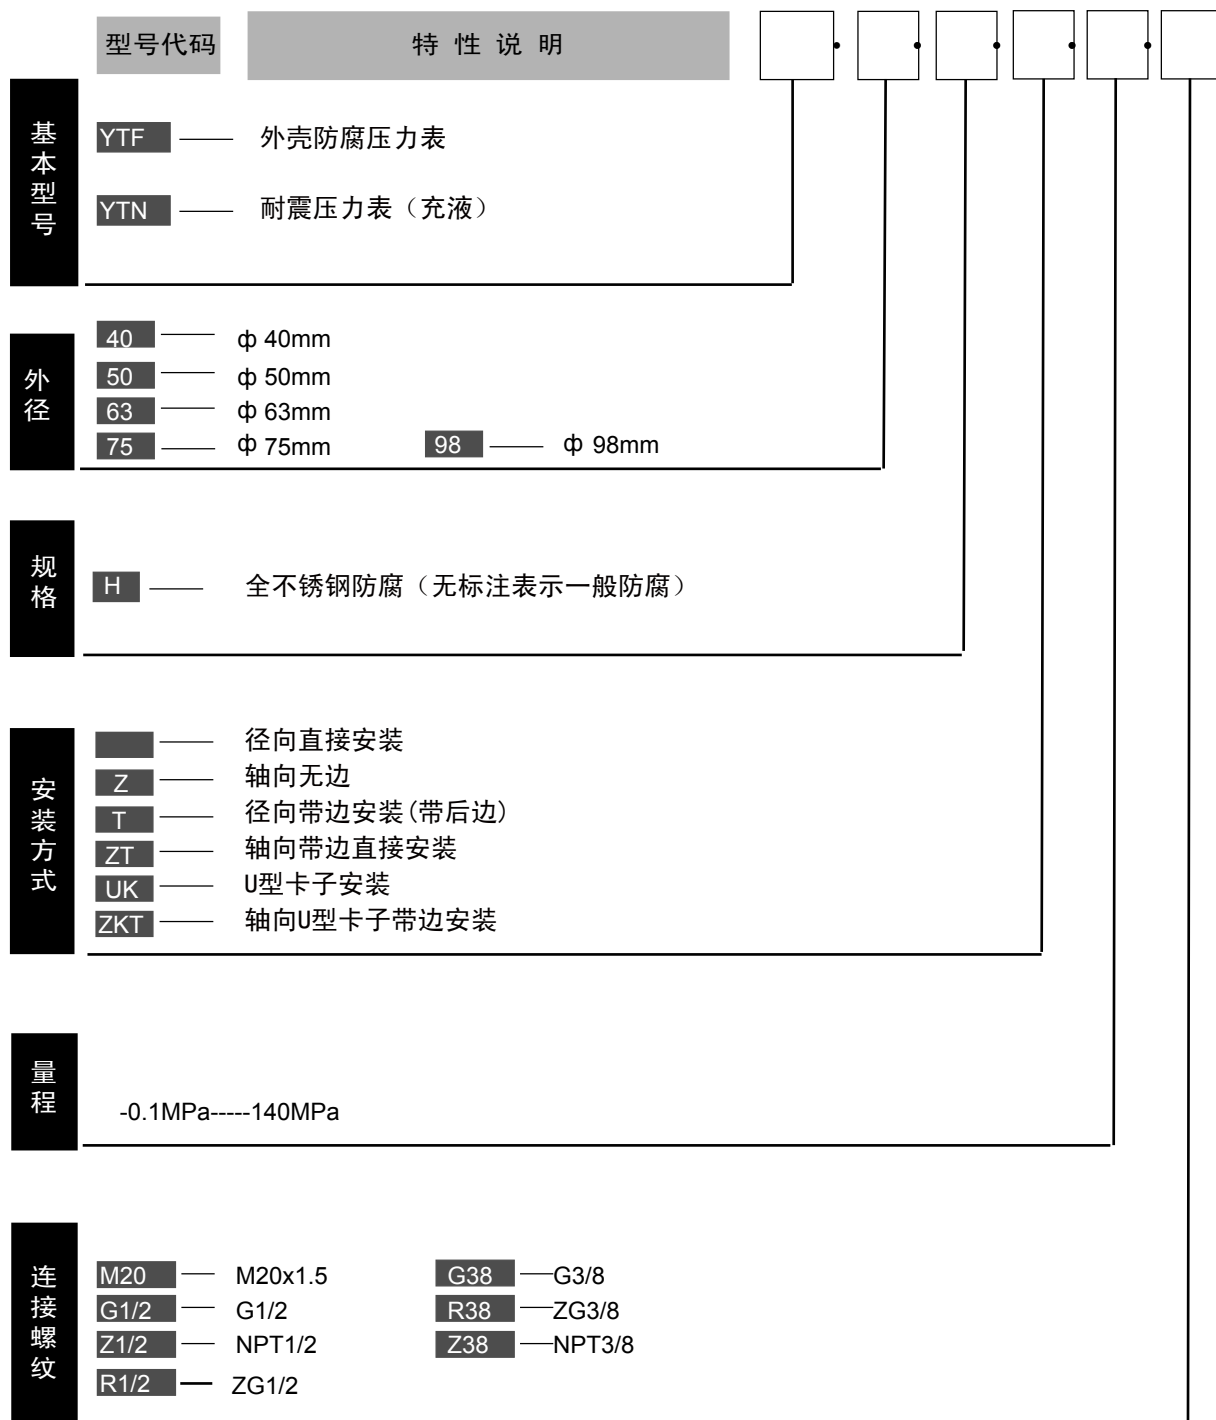 型号代码 特 性 说 明
基本型号
YTF 外壳防腐压力表
YTN 耐震压力表（充液）
外径
40 ф 40mm
50 ф 50mm
63 ф 63mm
75 ф 75mm 98 ф 98mm
规格
H 全不锈钢防腐（无标注表示一般防腐）
安装方式
径向直接安装
Z 轴向无边
T 径向带边安装(带后边)
ZT 轴向带边直接安装
UK U型卡子安装
ZKT 轴向U型卡子带边安装
量程
-0.1MPa-----140MPa
连接螺纹
M20 M20x1.5 G38 G3/8
G1/2 G1/2 R38 ZG3/8
Z1/2 NPT1/2 Z38 NPT3/8
R1/2 ZG1/2